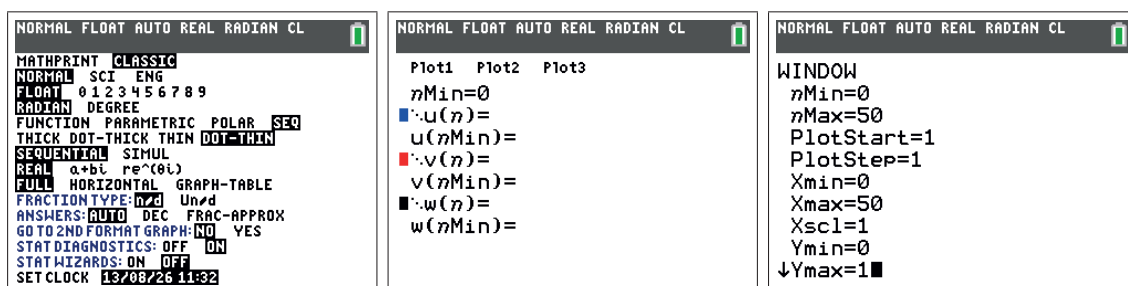 NORMAL FLOAT AUTO REAL RADIAN CL
MATHPRINT CLASSIC
NORMAL SCI ENG
FLOAT 0 1 2 3 4 5 6 7 8 9
RADIAN DEGREE
FUNCTION PARAMETRIC POLAR SEQ
THICK DOT-THICK THIN DOT-THIN
SEQUENTIAL SIMUL
REAL a+bi re^(θi)
FULL HORIZONTAL GRAPH-TABLE
FRACTION TYPE: n/d Un/d
ANSWERS: AUTO DEC FRAC-APPROX
GO TO 2ND FORMAT GRAPH: NO YES
STAT DIAGNOSTICS: OFF ON
STAT WIZARDS: ON OFF
SET CLOCK 13/08/26 11:32
NORMAL FLOAT AUTO REAL RADIAN CL
Plot1 Plot2 Plot3
nMin=0
u(n)=
u(nMin)=
v(n)=
v(nMin)=
w(n)=
w(nMin)=
NORMAL FLOAT AUTO REAL RADIAN CL
WINDOW
nMin=0
nMax=50
PlotStart=1
PlotStep=1
Xmin=0
Xmax=50
Xscl=1
Ymin=0
↓Ymax=1